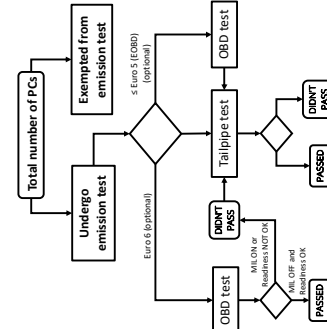 Total number of PCs
Undergo
emission test
Exempted from
emission test
Euro 6 (optional)
≤ Euro 5 (EOBD)
(optional)
OBD test
DIDN'T
PASS
Tailpipe test
OBD test
MIL ON or
Readiness NOT OK
MIL OFF and
Readiness OK
PASSED
PASSED
DIDN'T
PASS